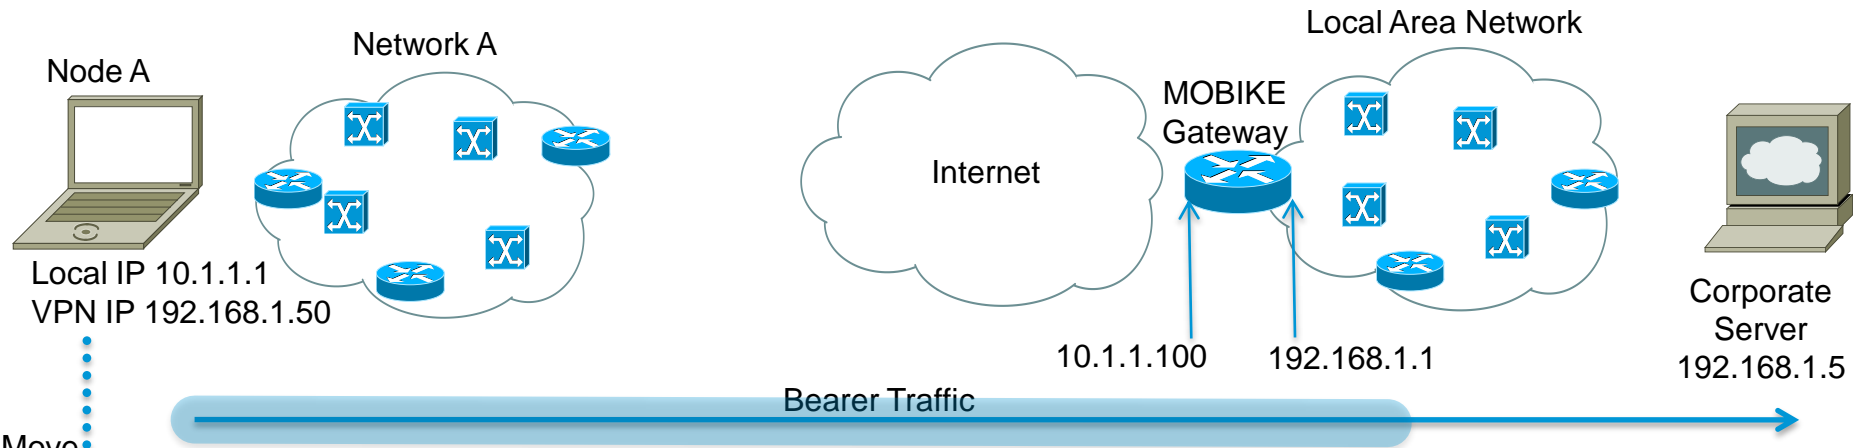 Node A
Network A
Local Area Network
MOBIKE
Gateway
Internet
Local IP 10.1.1.1
VPN IP 192.168.1.50
10.1.1.100
192.168.1.1
Corporate
Server
192.168.1.5
Bearer Traffic
Move